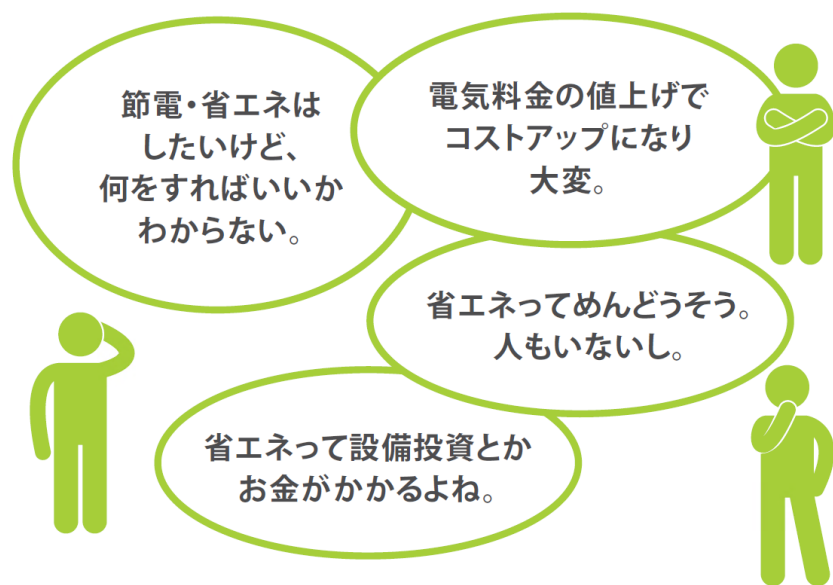 節電・省エネは
したいけど、
何をすればいいか
わからない。
電気料金の値上げで
コストアップになり
大変。
省エネってめんどうそう。
人もいないし。
省エネって設備投資とか
お金がかかるよね。